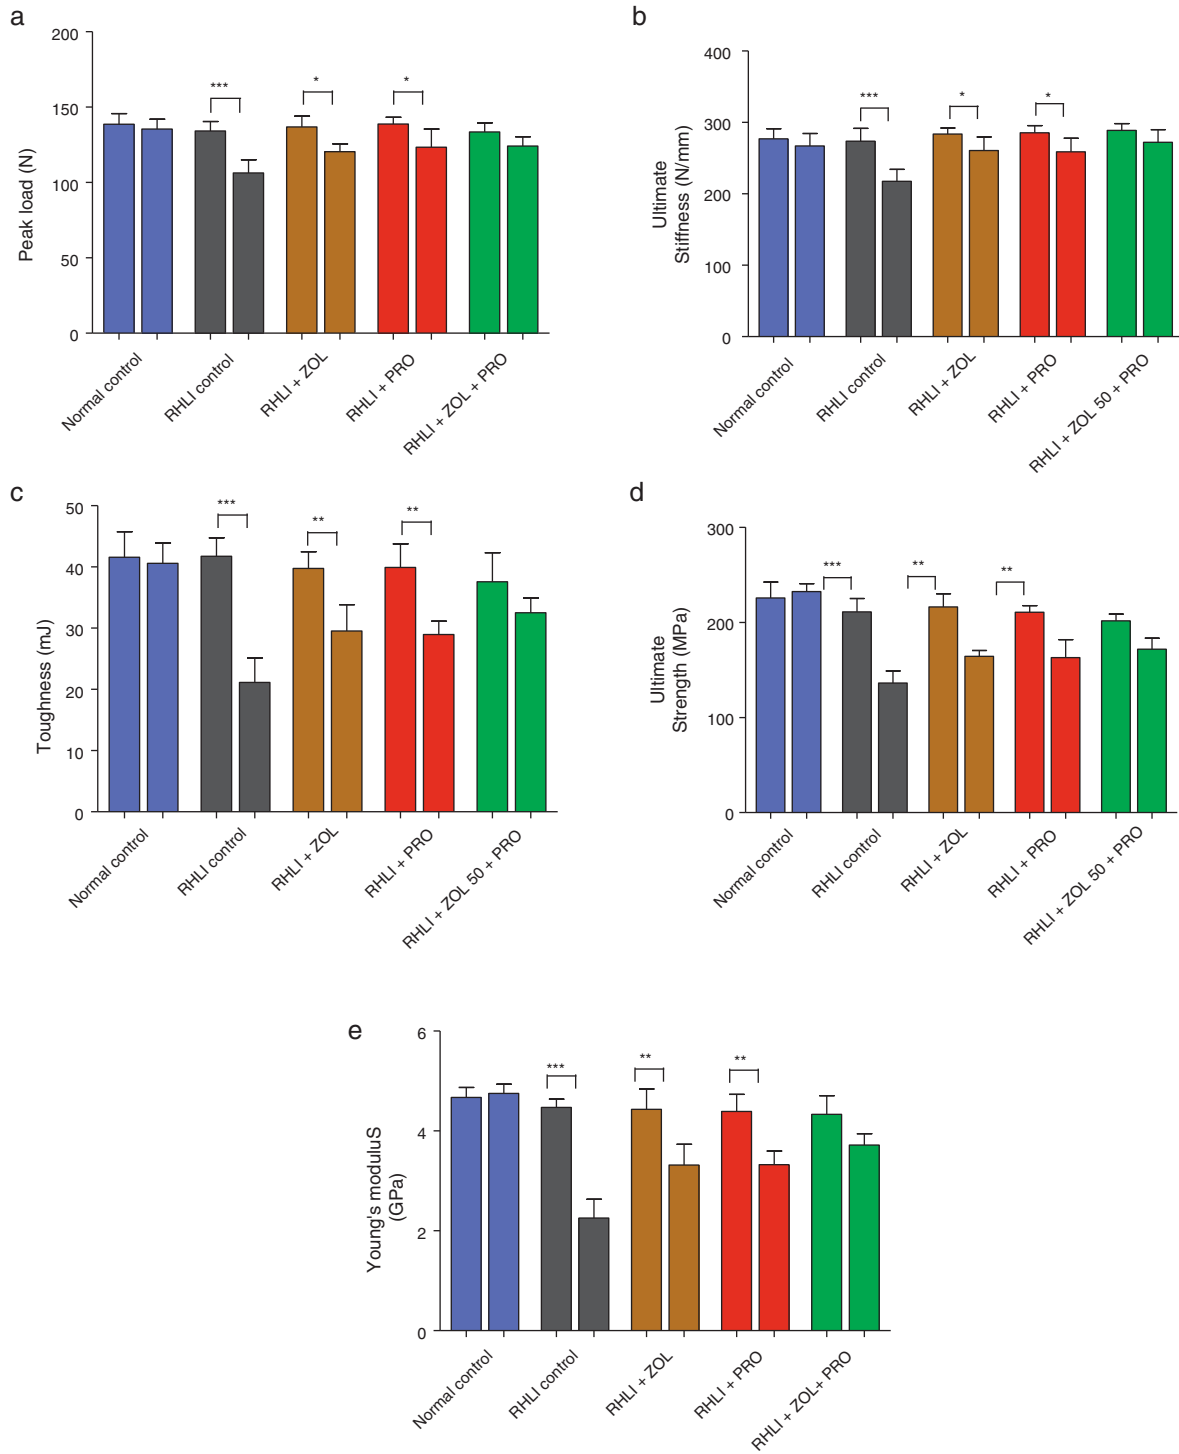 a
200
150
100
50
0
Peak load (N)
***
*
*
Normal control
RHLI control
RHLI + ZOL
RHLI + PRO
RHLI + ZOL + PRO
b
400
300
200
100
0
Ultimate
Stiffness (N/mm)
***
*
*
Normal control
RHLI control
RHLI + ZOL
RHLI + PRO
RHLI + ZOL 50 + PRO
c
50
40
30
20
10
0
Toughness (mJ)
***
**
**
Normal control
RHLI control
RHLI + ZOL
RHLI + PRO
RHLI + ZOL 50 + PRO
d
300
200
100
0
Ultimate
Strength (MPa)
***
**
**
Normal control
RHLI control
RHLI + ZOL
RHLI + PRO
RHLI + ZOL 50 + PRO
e
6
4
2
0
Young's moduluS
(GPa)
***
**
**
Normal control
RHLI control
RHLI + ZOL
RHLI + PRO
RHLI + ZOL+ PRO